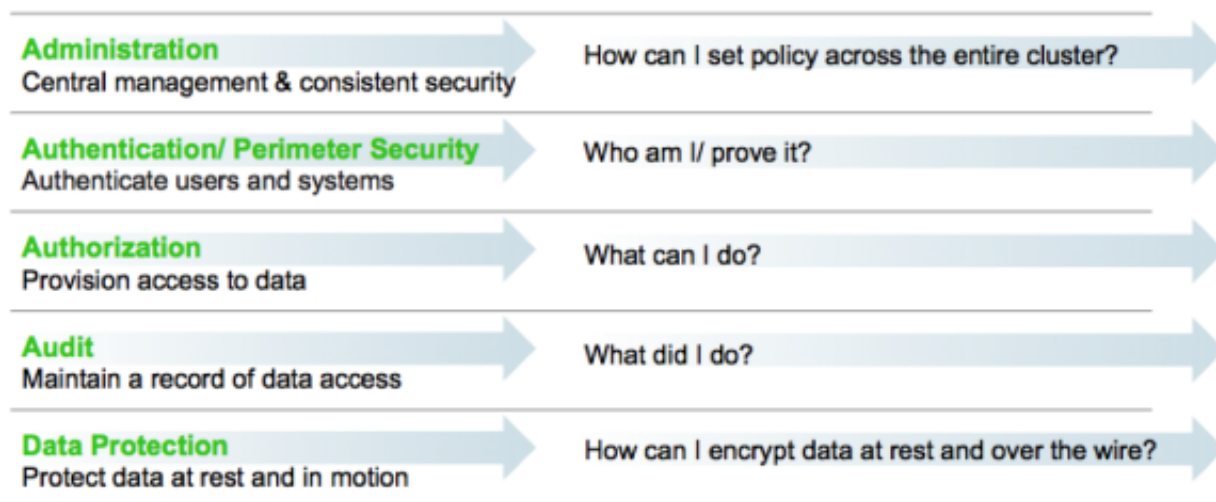 Administration
Central management & consistent security
How can I set policy across the entire cluster?
Authentication/ Perimeter Security
Authenticate users and systems
Who am I/ prove it?
Authorization
Provision access to data
What can I do?
Audit
Maintain a record of data access
What did I do?
Data Protection
Protect data at rest and in motion
How can I encrypt data at rest and over the wire?